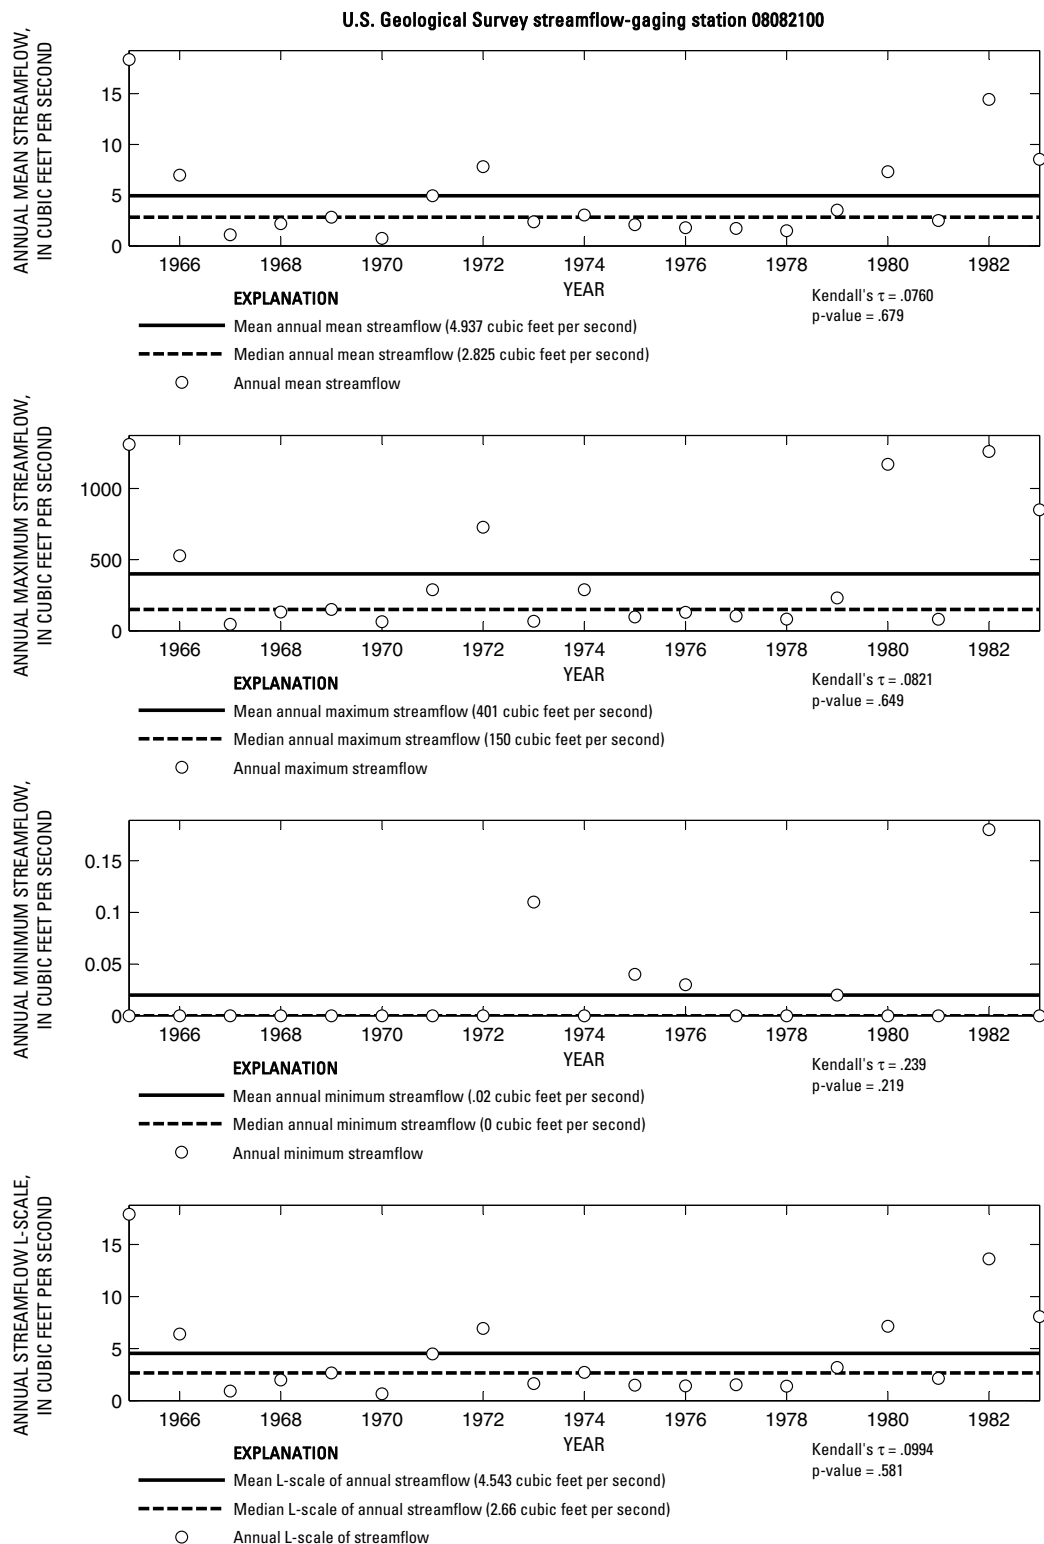 U.S. Geological Survey streamflow-gaging station 08082100
ANNUAL MEAN STREAMFLOW,
IN CUBIC FEET PER SECOND
15
10
5
0
1966 1968 1970 1972 1974 1976 1978 1980 1982
YEAR
Kendall's τ = .0760
p-value = .679
EXPLANATION
Mean annual mean streamflow (4.937 cubic feet per second)
Median annual mean streamflow (2.825 cubic feet per second)
Annual mean streamflow
ANNUAL MAXIMUM STREAMFLOW,
IN CUBIC FEET PER SECOND
1000
500
0
1966 1968 1970 1972 1974 1976 1978 1980 1982
YEAR
Kendall's τ = .0821
p-value = .649
EXPLANATION
Mean annual maximum streamflow (401 cubic feet per second)
Median annual maximum streamflow (150 cubic feet per second)
Annual maximum streamflow
ANNUAL MINIMUM STREAMFLOW,
IN CUBIC FEET PER SECOND
0.15
0.1
0.05
0
1966 1968 1970 1972 1974 1976 1978 1980 1982
YEAR
Kendall's τ = .239
p-value = .219
EXPLANATION
Mean annual minimum streamflow (.02 cubic feet per second)
Median annual minimum streamflow (0 cubic feet per second)
Annual minimum streamflow
ANNUAL STREAMFLOW L-SCALE,
IN CUBIC FEET PER SECOND
15
10
5
0
1966 1968 1970 1972 1974 1976 1978 1980 1982
YEAR
Kendall's τ = .0994
p-value = .581
EXPLANATION
Mean L-scale of annual streamflow (4.543 cubic feet per second)
Median L-scale of annual streamflow (2.66 cubic feet per second)
Annual L-scale of streamflow